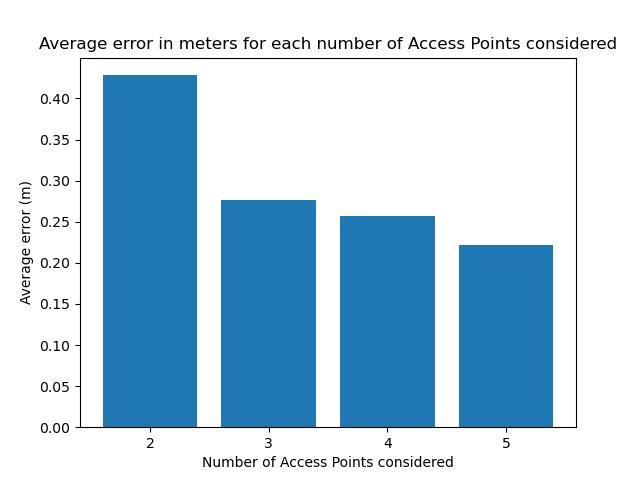 Average error in meters for each number of Access Points considered
0.40
0.35
0.30
0.25
0.20
0.15
0.10
0.05
0.00
Average error (m)
2 3 4 5
Number of Access Points considered